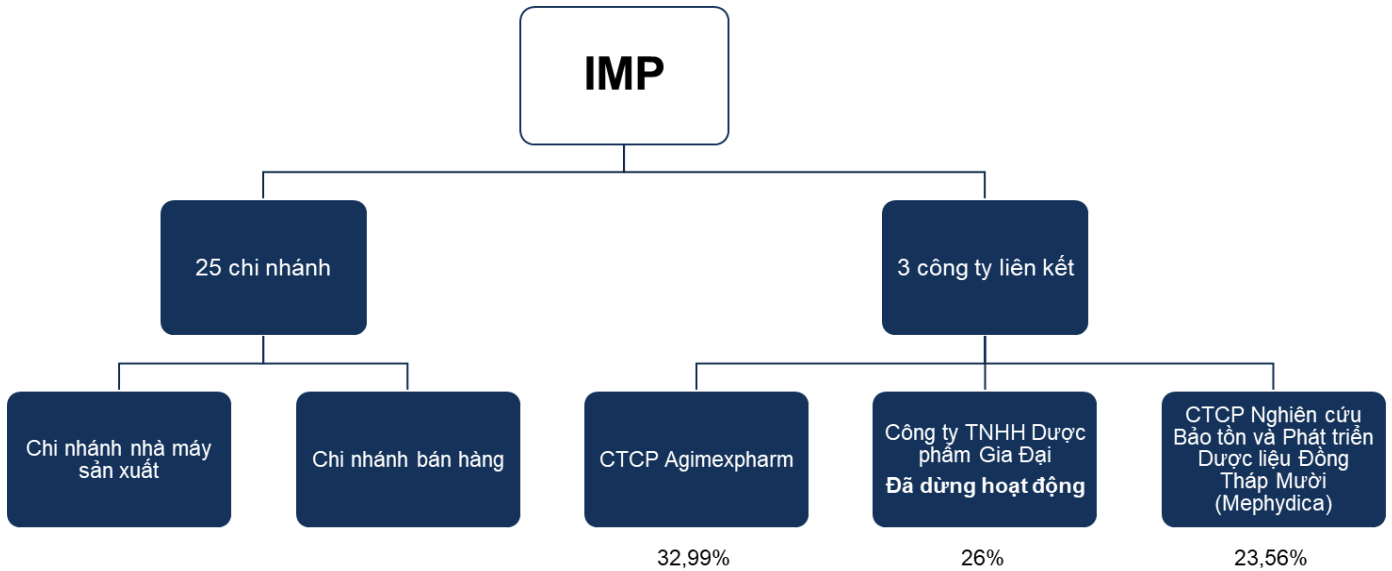 IMP
25 chi nhánh
3 công ty liên kết
Chi nhánh nhà máy
sản xuất
Chi nhánh bán hàng
CTCP Agimexpharm
Công ty TNHH Dược
phẩm Gia Đại
Đã dừng hoạt động
CTCP Nghiên cứu
Bảo tồn và Phát triển
Dược liệu Đồng
Tháp Mười
(Mephydica)
32,99%
26%
23,56%